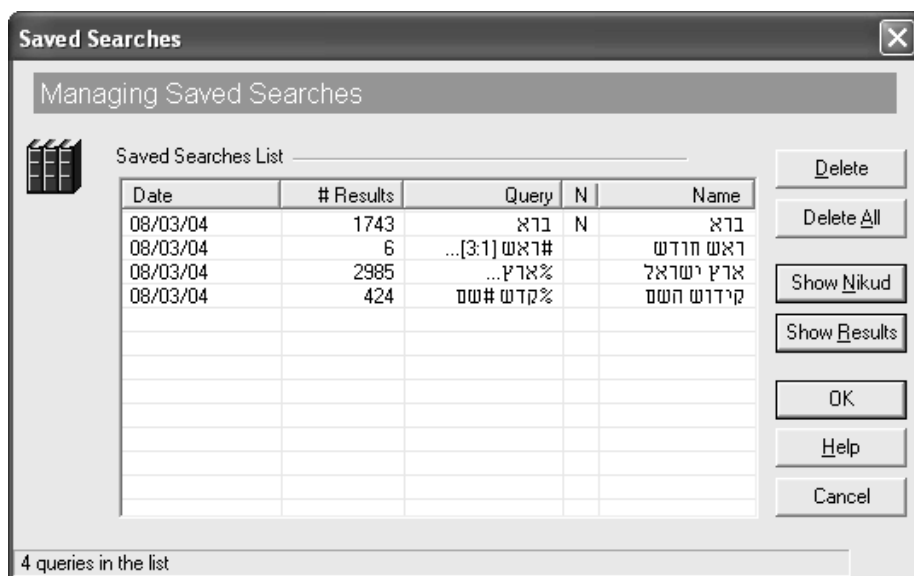 Saved Searches
Managing Saved Searches
Saved Searches List
Date # Results Query N Name
08/03/04 1743 ברא N ברא
08/03/04 6 #ראש [3:1]... ראש חודש
08/03/04 2985 %ארץ... ארץ ישראל
08/03/04 424 %קדש #שם קידוש השם
Delete
Delete All
Show Nikud
Show Results
OK
Help
Cancel
4 queries in the list